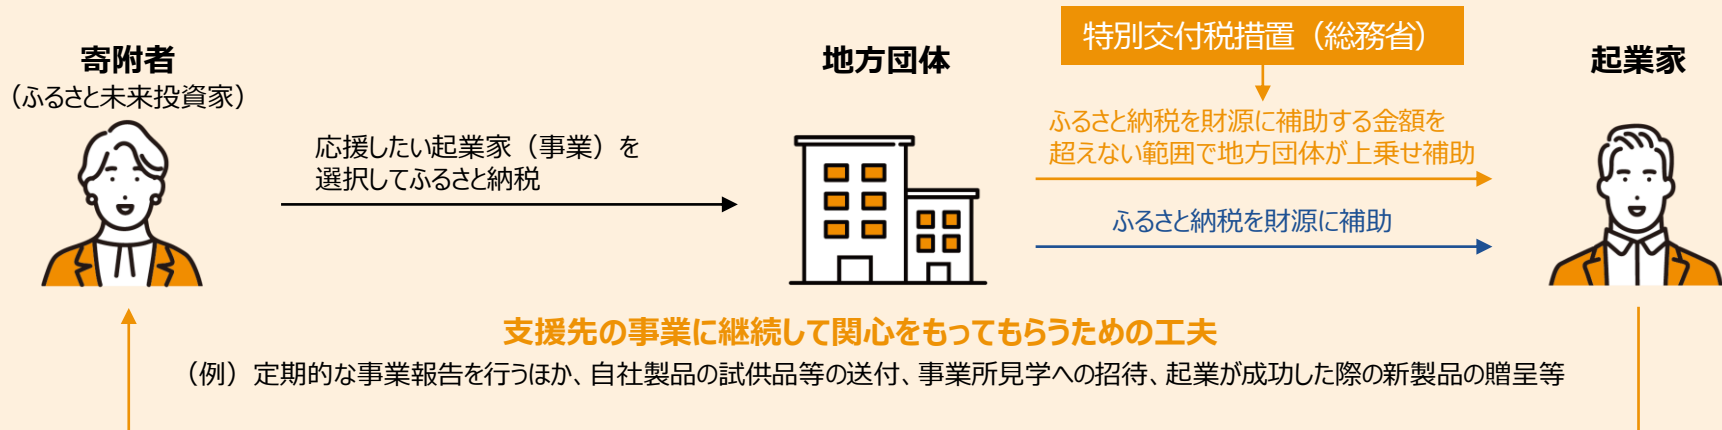 寄附者
（ふるさと未来投資家）
応援したい起業家（事業）を
選択してふるさと納税
地方団体
特別交付税措置（総務省）
ふるさと納税を財源に補助する金額を
超えない範囲で地方団体が上乗せ補助
ふるさと納税を財源に補助
起業家
支援先の事業に継続して関心をもってもらうための工夫
（例）定期的な事業報告を行うほか、自社製品の試供品等の送付、事業所見学への招待、起業が成功した際の新製品の贈呈等